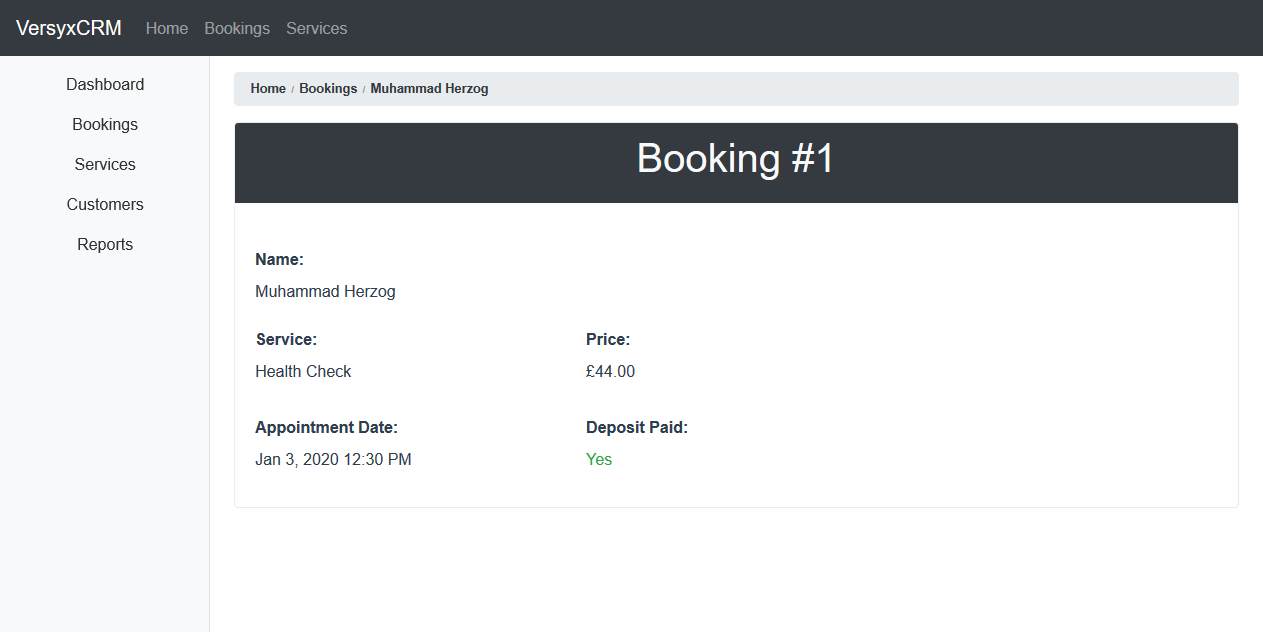 VersyxCRM Home Bookings Services
Dashboard
Bookings
Services
Customers
Reports
Home / Bookings / Muhammad Herzog
Booking #1
Name:
Muhammad Herzog
Service: Price:
Health Check £44.00
Appointment Date: Deposit Paid:
Jan 3, 2020 12:30 PM Yes